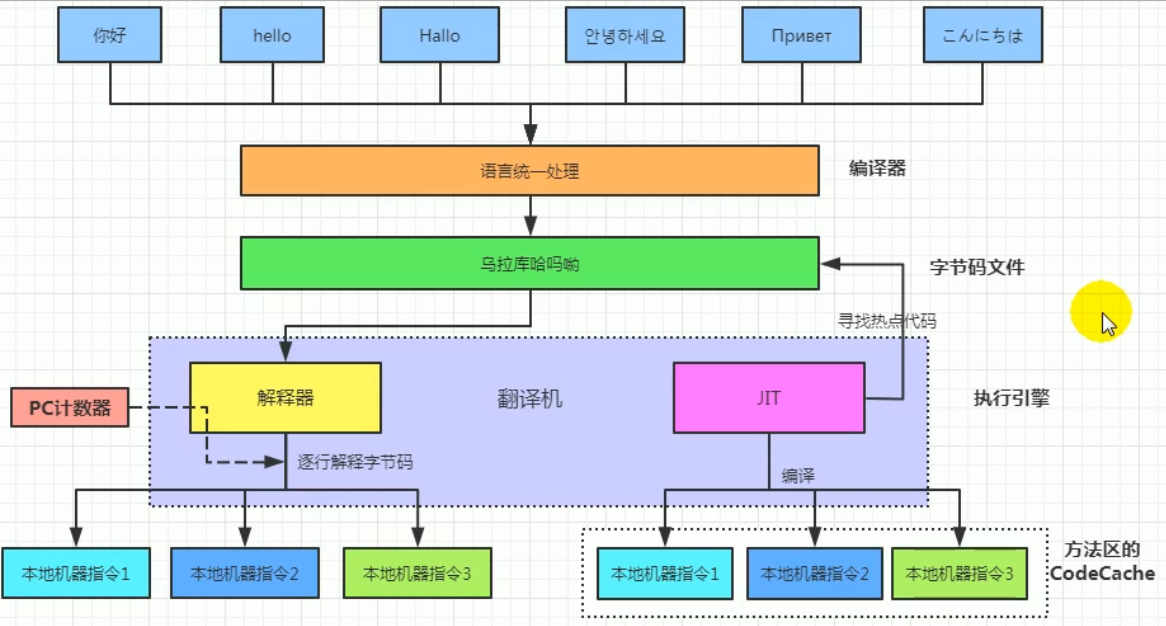 你好
hello
Hallo
안녕하세요
Привет
こんにちは
语言统一处理
编译器
乌拉库哈吗呦
字节码文件
寻找热点代码
解释器
翻译机
JIT
执行引擎
PC计数器
逐行解释字节码
编译
本地机器指令1
本地机器指令2
本地机器指令3
本地机器指令1
本地机器指令2
本地机器指令3
方法区的
CodeCache